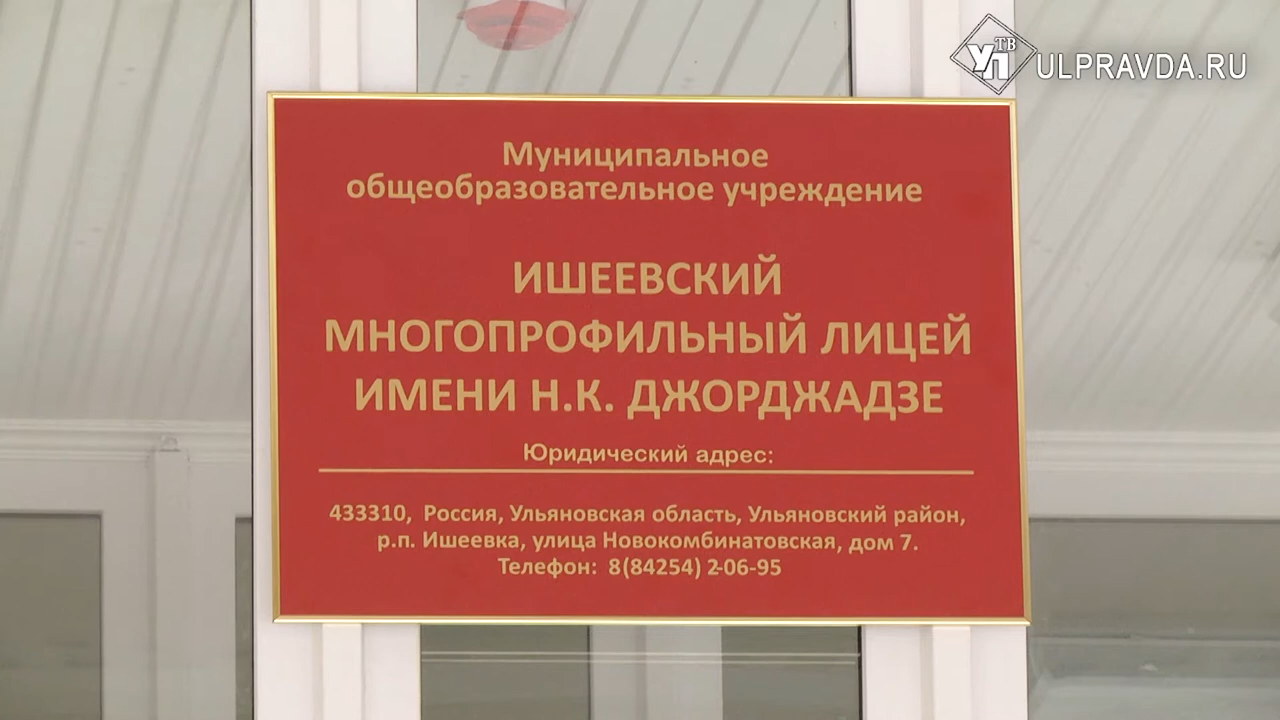 УП ТВ ULPRAVDA.RU
Муниципальное
общеобразовательное учреждение
ИШЕЕВСКИЙ
МНОГОПРОФИЛЬНЫЙ ЛИЦЕЙ
ИМЕНИ Н.К. ДЖОРДЖАДЗЕ
Юридический адрес:
433310, Россия, Ульяновская область, Ульяновский район,
р.п. Ишеевка, улица Новокомбинатовская, дом 7.
Телефон: 8(84254) 2-06-95